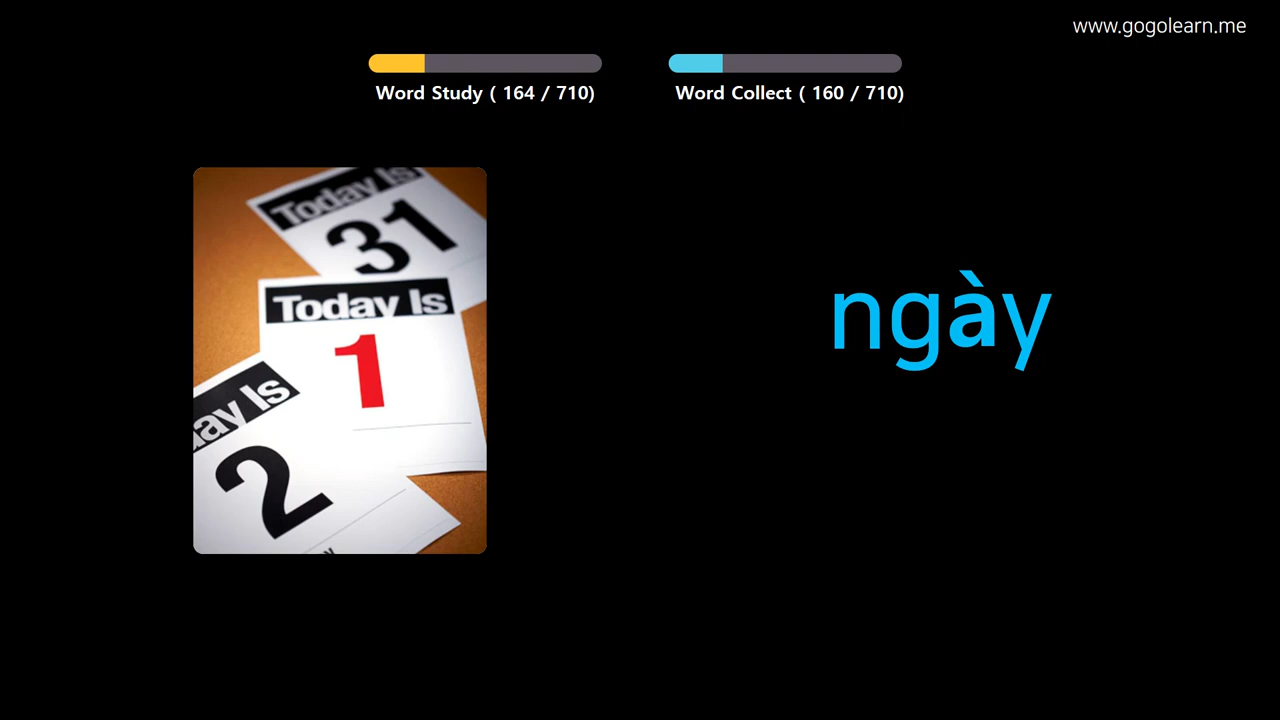 www.gogolearn.me
Word Study ( 164 / 710)
Word Collect ( 160 / 710)
Today Is
31
Today Is
1
ay Is
2
ngày